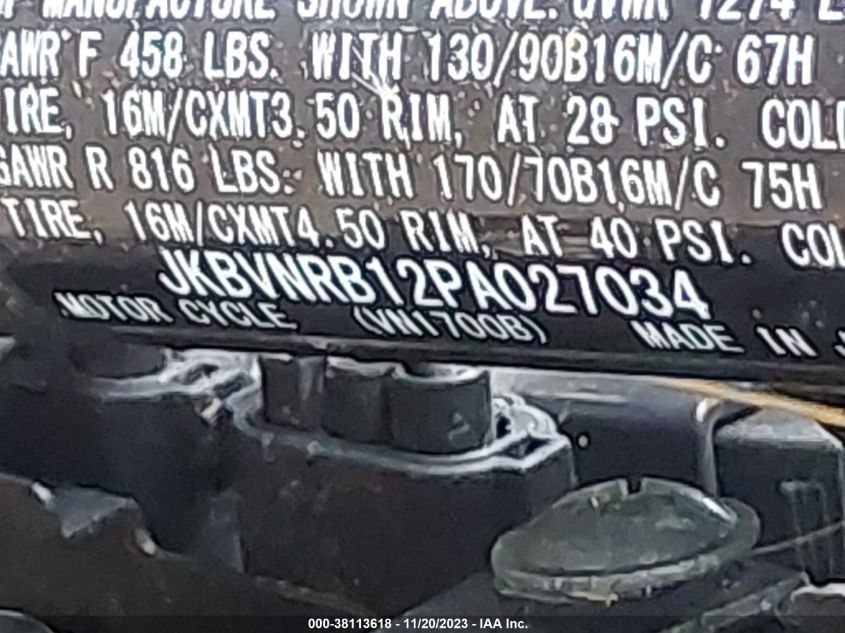 MANUFACTURE SHOWN ABOVE. GVWR 1274
GAWR F 458 LBS. WITH 130/90B16M/C 67H
TIRE, 16M/CXMT3.50 RIM, AT 28 PSI. COLD
GAWR R 816 LBS. WITH 170/70B16M/C 75H
TIRE, 16M/CXMT4.50 RIM, AT 40 PSI. COL
JKBVNRB12PA027034
MOTOR CYCLE (VN1700B) MADE IN
000-38113618 - 11/20/2023 - IAA Inc.